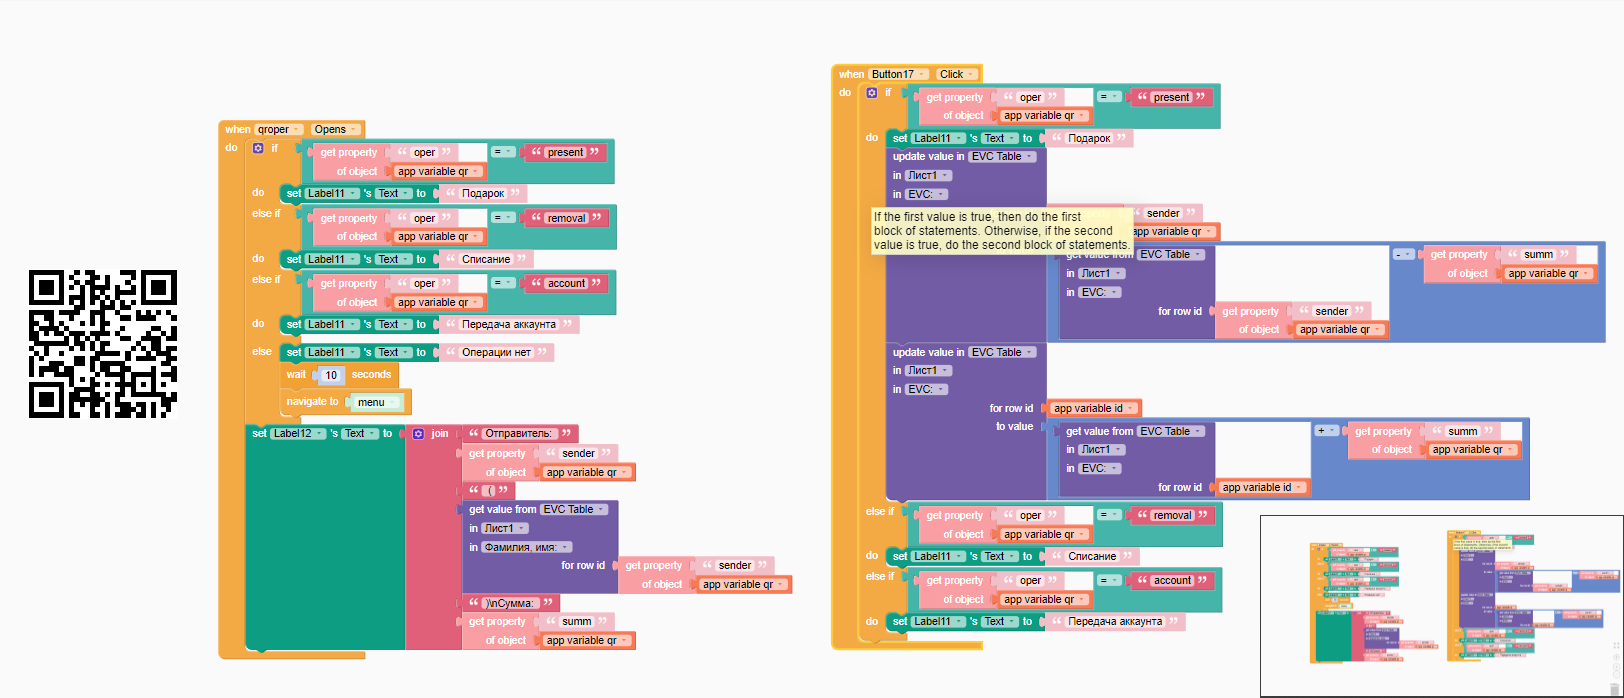 when qroper Opens
do if get property “ oper ” = “ present ”
of object app variable qr
do set Label11 's Text to “ Подарок ”
else if get property “ oper ” = “ removal ”
of object app variable qr
do set Label11 's Text to “ Списание ”
else if get property “ oper ” = “ account ”
of object app variable qr
do set Label11 's Text to “ Передача аккаунта ”
else set Label11 's Text to “ Операции нет ”
wait 10 seconds
navigate to menu
set Label12 's Text to join “ Отправитель: ”
get property “ sender ”
of object app variable qr
“ ( ”
get value from EVC Table
in Лист1
in Фамилия, имя:
for row id get property “ sender ”
of object app variable qr
“ )\nСумма: ”
get property “ summ ”
of object app variable qr
when Button17 Click
do if get property “ oper ” = “ present ”
of object app variable qr
do set Label11 's Text to “ Подарок ”
update value in EVC Table
in Лист1
in EVC:
sender ”
app variable qr
If the first value is true, then do the first
block of statements. Otherwise, if the second
value is true, do the second block of statements.
get value from EVC Table - get property “ summ ”
in Лист1 of object app variable qr
in EVC:
for row id get property “ sender ”
of object app variable qr
update value in EVC Table
in Лист1
in EVC:
for row id app variable id
to value get value from EVC Table + get property “ summ ”
in Лист1 of object app variable qr
in EVC:
for row id app variable id
else if get property “ oper ” = “ removal ”
of object app variable qr
do set Label11 's Text to “ Списание ”
else if get property “ oper ” = “ account ”
of object app variable qr
do set Label11 's Text to “ Передача аккаунта ”